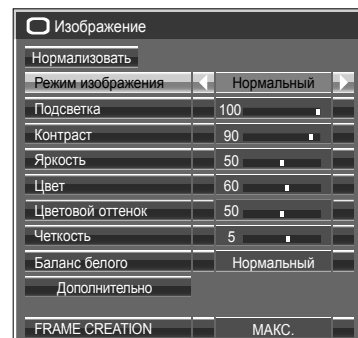 Изображение
Нормализовать
Режим изображения Нормальный
Подсветка 100
Контраст 90
Яркость 50
Цвет 60
Цветовой оттенок 50
Четкость 5
Баланс белого Нормальный
Дополнительно
FRAME CREATION МАКС.